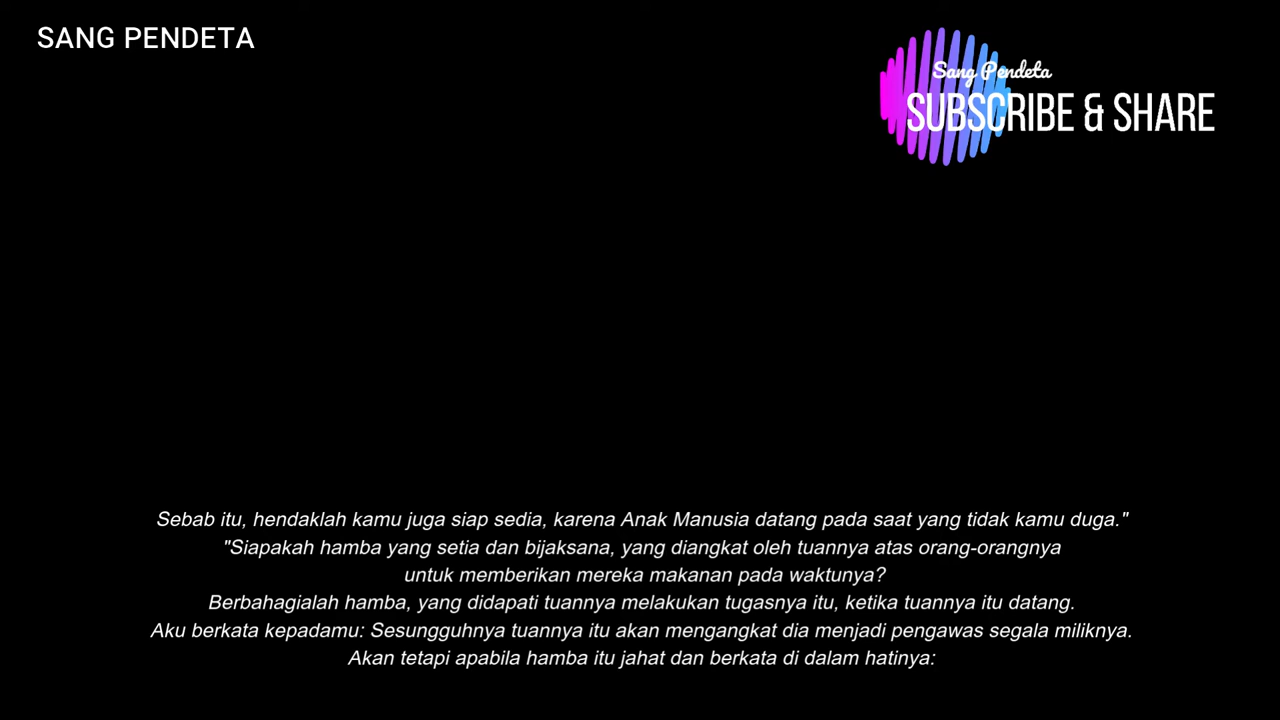 SANG PENDETA
Sang Pendeta
SUBSCRIBE & SHARE
Sebab itu, hendaklah kamu juga siap sedia, karena Anak Manusia datang pada saat yang tidak kamu duga."
"Siapakah hamba yang setia dan bijaksana, yang diangkat oleh tuannya atas orang-orangnya
untuk memberikan mereka makanan pada waktunya?
Berbahagialah hamba, yang didapati tuannya melakukan tugasnya itu, ketika tuannya itu datang.
Aku berkata kepadamu: Sesungguhnya tuannya itu akan mengangkat dia menjadi pengawas segala miliknya.
Akan tetapi apabila hamba itu jahat dan berkata di dalam hatinya: